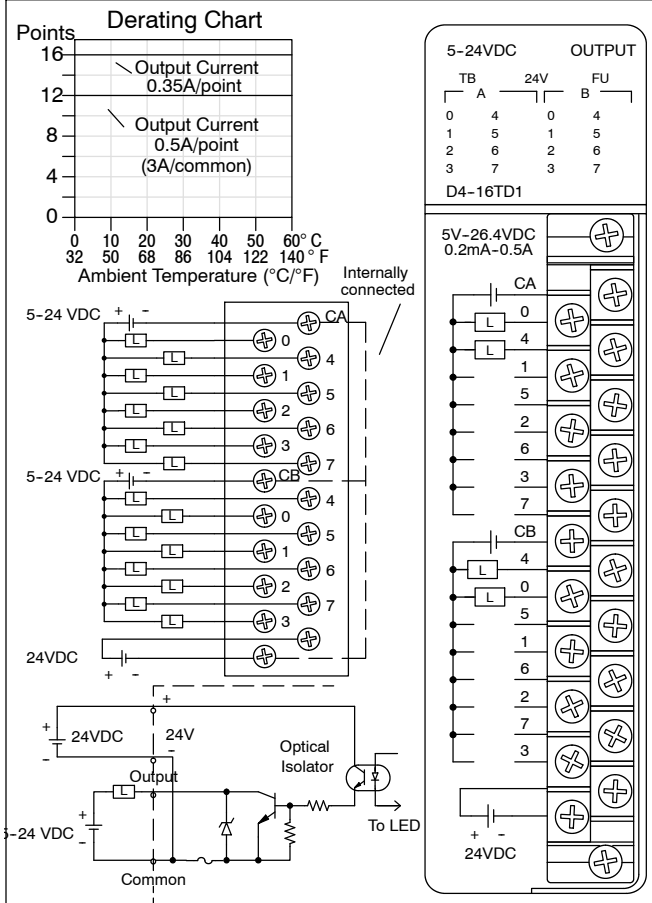 Derating Chart
Points
16
12
8
4
0
Output Current
0.35A/point
Output Current
0.5A/point
(3A/common)
0 10 20 30 40 50 60°C
32 50 68 86 104 122 140°F
Ambient Temperature (°C/°F)
Internally
connected
5-24 VDC
+ -
CA
L
0
L
4
L
1
L
5
L
2
L
6
L
3
L
7
5-24 VDC
+ -
CB
L
4
L
0
L
5
L
1
L
6
L
2
L
7
L
3
24VDC
+ -
+
24VDC
-
+
24V
-
Optical
Isolator
Output
L
To LED
+
5-24 VDC
-
Common
5-24VDC OUTPUT
TB 24V FU
A B
0 4 0 4
1 5 1 5
2 6 2 6
3 7 3 7
D4-16TD1
5V-26.4VDC
0.2mA-0.5A
CA
L 0
L 4
1
5
2
6
3
7
CB
L 4
L 0
5
1
6
2
7
3
+ -
24VDC